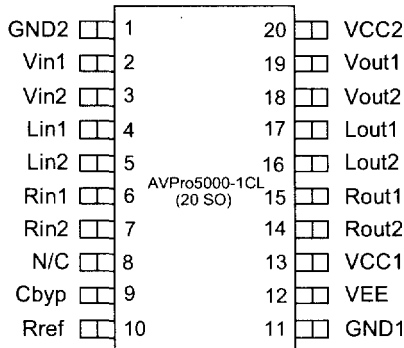 GND2 1 20 VCC2
Vin1 2 19 Vout1
Vin2 3 18 Vout2
Lin1 4 17 Lout1
Lin2 5 16 Lout2
AVPro5000-1CL
(20 SO)
Rin1 6 15 Rout1
Rin2 7 14 Rout2
N/C 8 13 VCC1
Cbyp 9 12 VEE
Rref 10 11 GND1